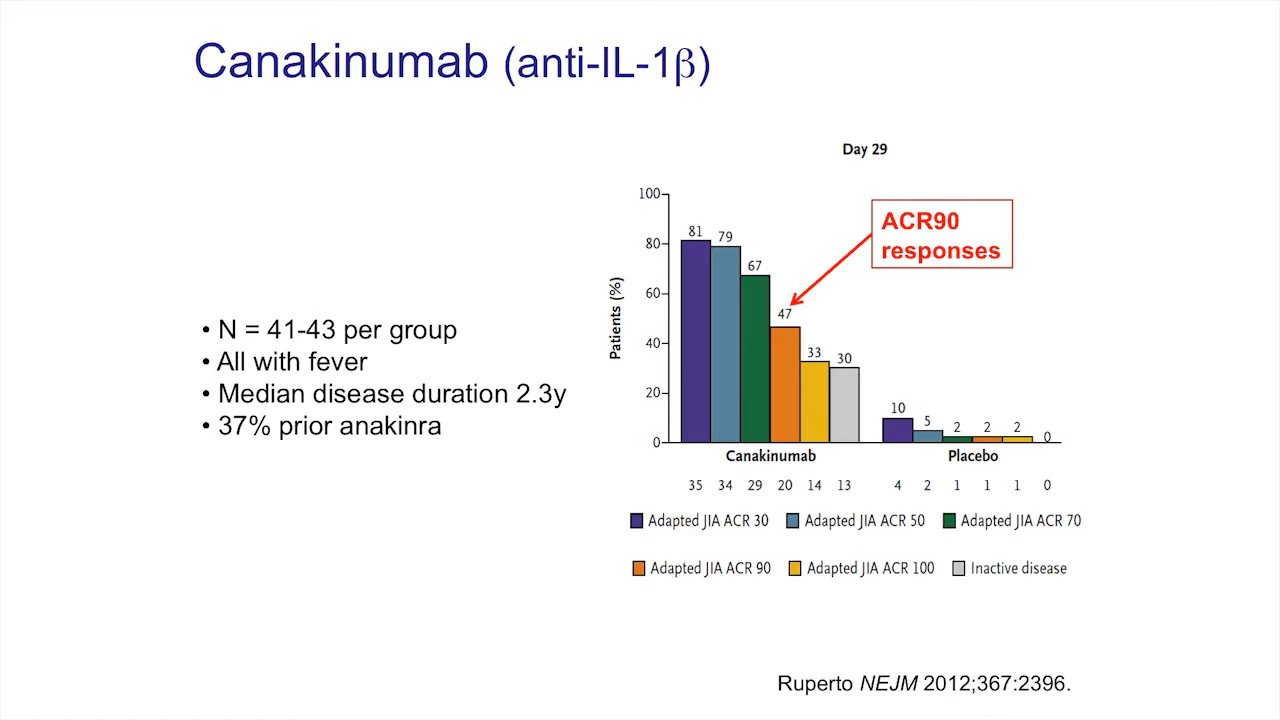 Canakinumab (anti-IL-1β)
• N = 41-43 per group
• All with fever
• Median disease duration 2.3y
• 37% prior anakinra
Day 29
Patients (%)
100
80
60
40
20
0
81 79 67 47 33 30
10 5 2 2 2 0
ACR90
responses
Canakinumab Placebo
35 34 29 20 14 13 4 2 1 1 1 0
Adapted JIA ACR 30 Adapted JIA ACR 50 Adapted JIA ACR 70
Adapted JIA ACR 90 Adapted JIA ACR 100 Inactive disease
Ruperto NEJM 2012;367:2396.